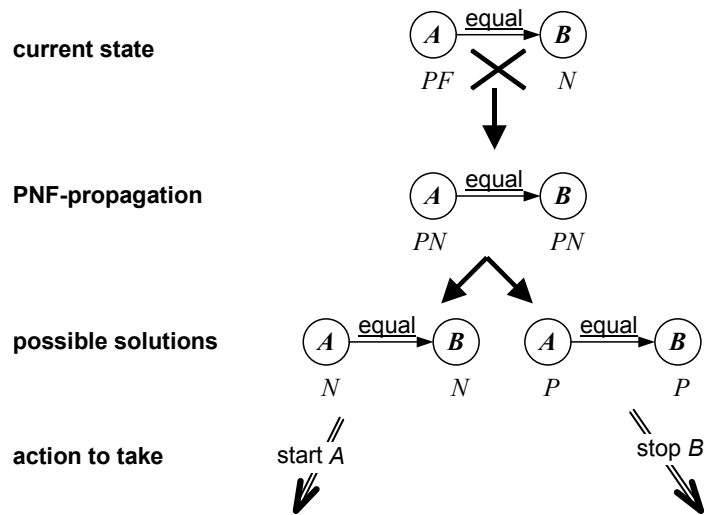 current state
A equal B
PF N
PNF-propagation
A equal B
PN PN
possible solutions
A equal B A equal B
N N P P
action to take
start A stop B